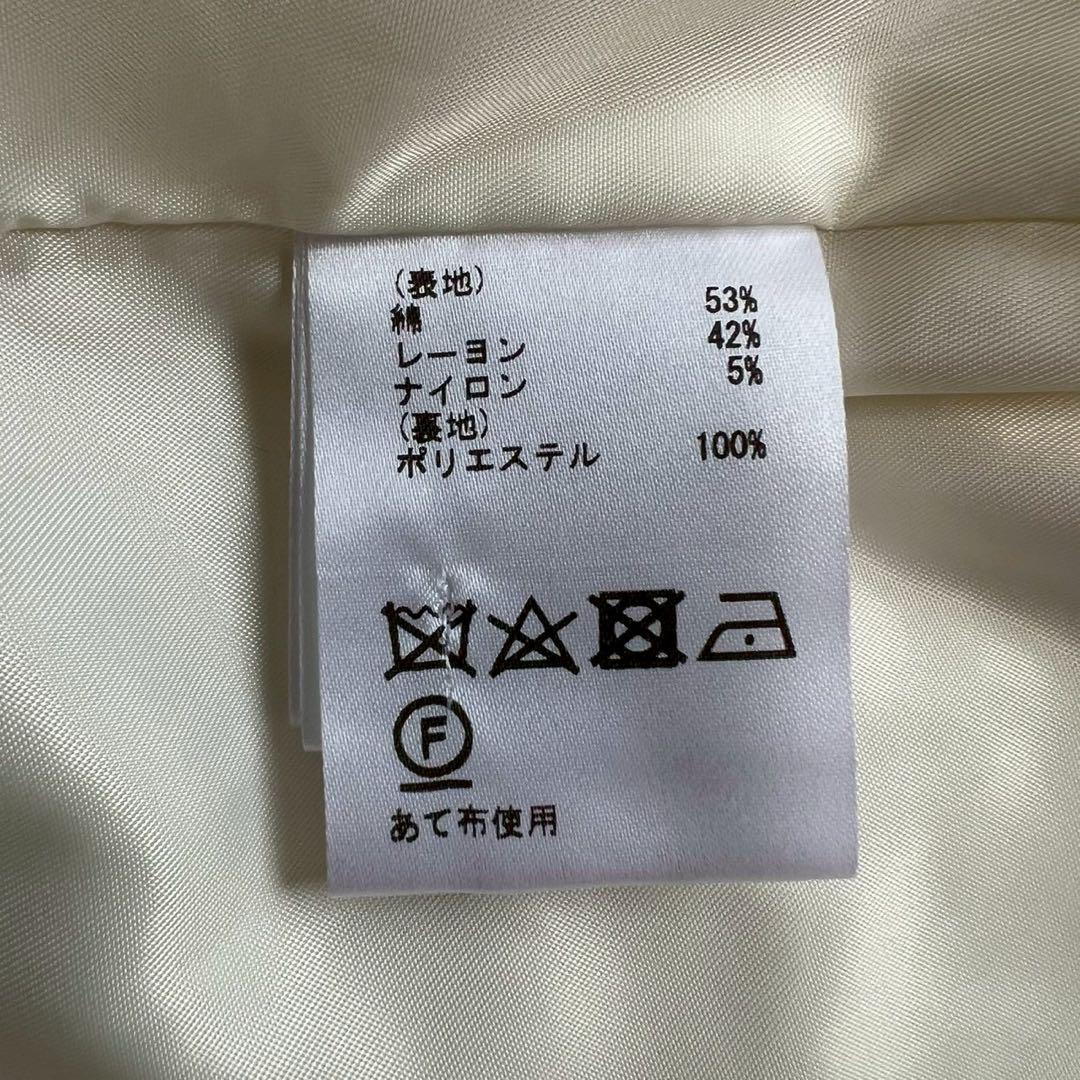 (表地)
綿 53%
レーヨン 42%
ナイロン 5%
(裏地)
ポリエステル 100%
F
あて布使用